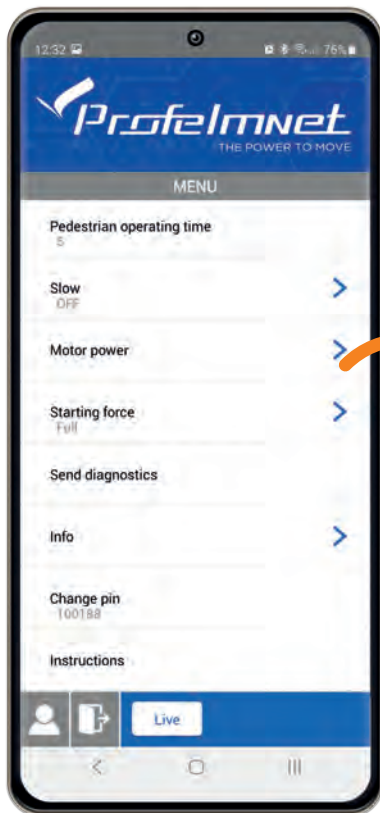 12:32 76%
Profelmnet
THE POWER TO MOVE
MENU
Pedestrian operating time
5
Slow
OFF
Motor power
Starting force
Full
Send diagnostics
Info
Change pin
100188
Instructions
Live